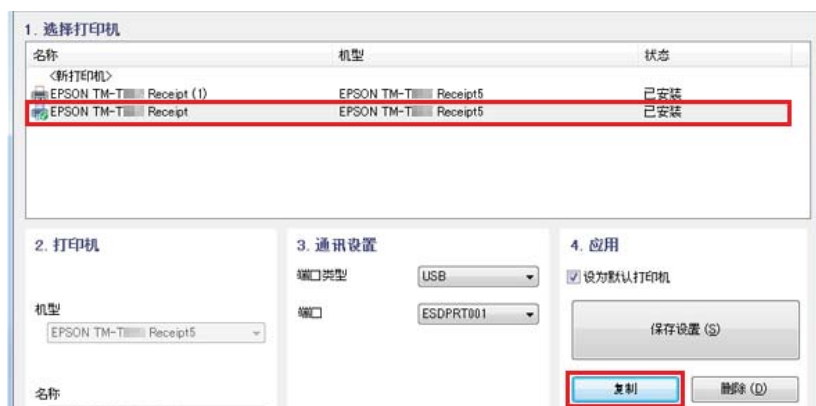 1. 选择打印机
名称 机型 状态
<新打印机>
EPSON TM-T Receipt (1) EPSON TM-T Receipt5 已安装
EPSON TM-T Receipt EPSON TM-T Receipt5 已安装
2. 打印机 3. 通讯设置 4. 应用
端口类型 USB 设为默认打印机
机型 端口 ESDPRT001
EPSON TM-T Receipt5 保存设置 (S)
名称 复制 删除 (D)